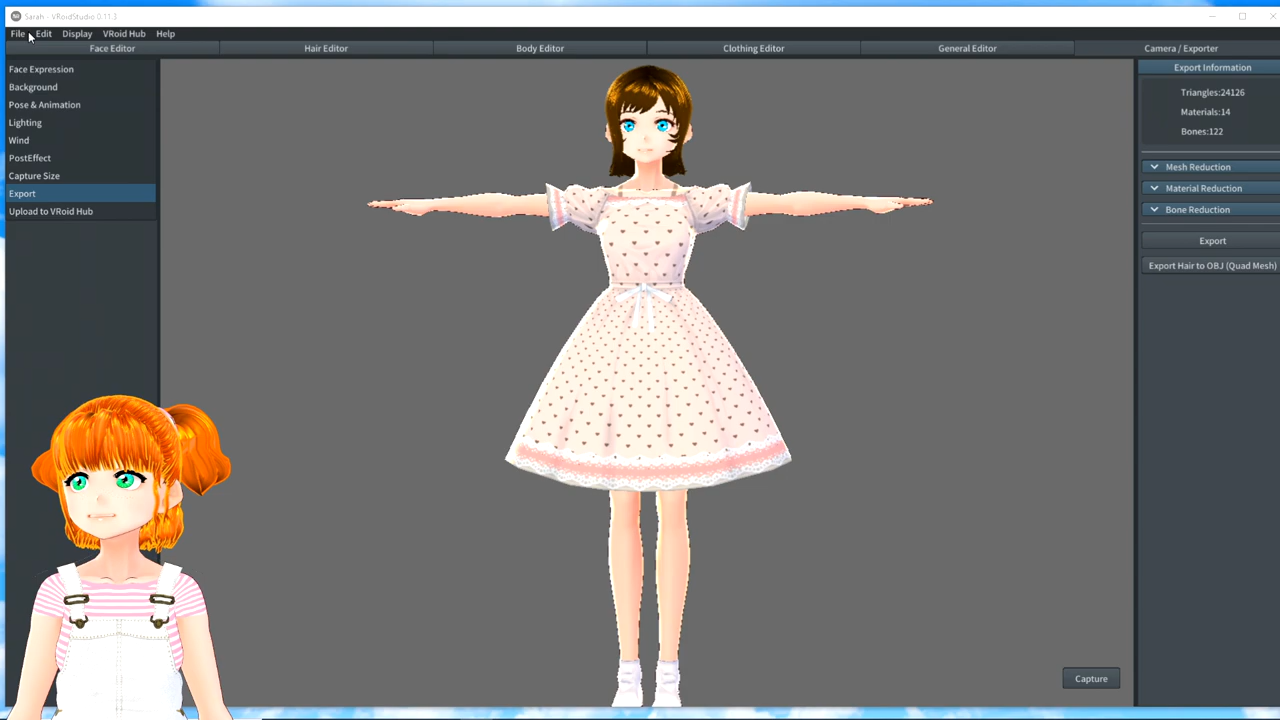 Sarah - VRoidStudio 0.11.3
File Edit Display VRoid Hub Help
Face Editor Hair Editor Body Editor Clothing Editor General Editor Camera / Exporter
Face Expression
Background
Pose & Animation
Lighting
Wind
PostEffect
Capture Size
Export
Upload to VRoid Hub
Export Information
Triangles:24126
Materials:14
Bones:122
Mesh Reduction
Material Reduction
Bone Reduction
Export
Export Hair to OBJ (Quad Mesh)
Capture